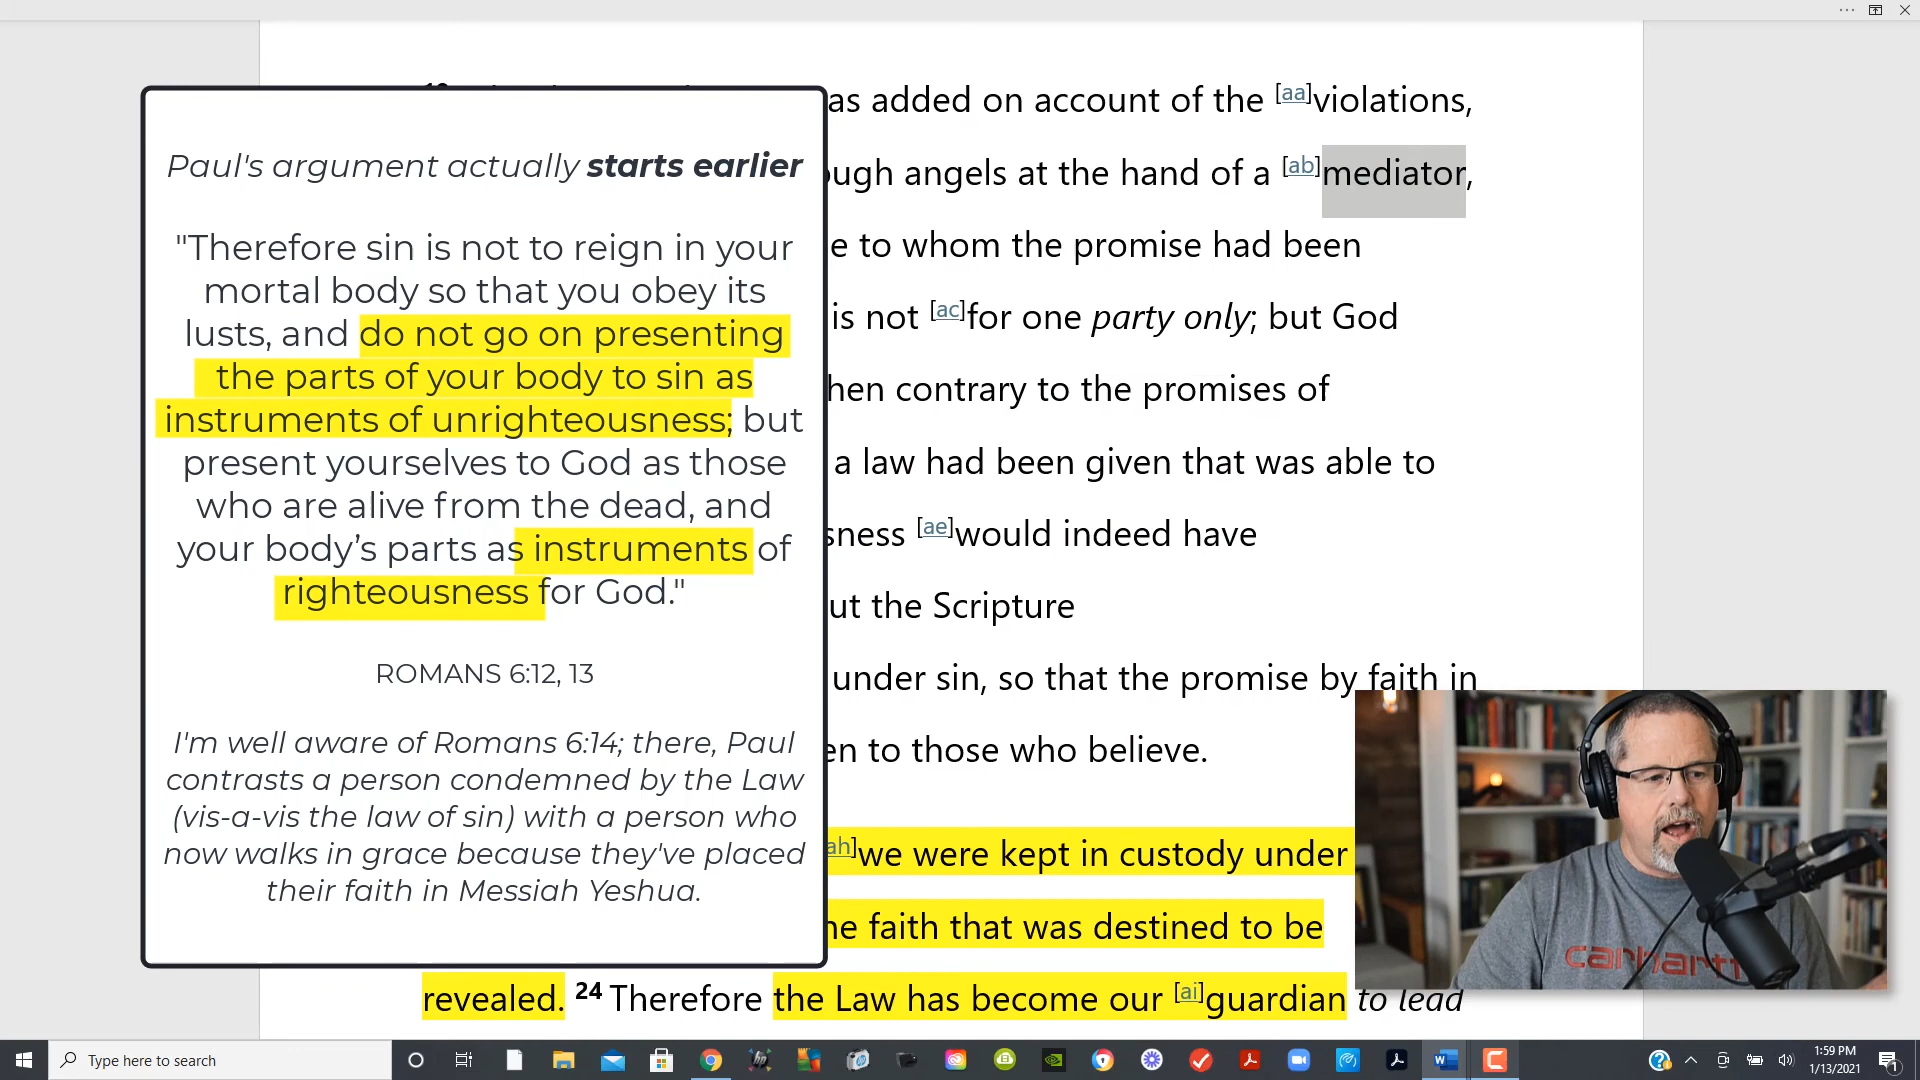 Paul's argument actually starts earlier
"Therefore sin is not to reign in your
mortal body so that you obey its
lusts, and do not go on presenting
the parts of your body to sin as
instruments of unrighteousness; but
present yourselves to God as those
who are alive from the dead, and
your body’s parts as instruments of
righteousness for God."
ROMANS 6:12, 13
I'm well aware of Romans 6:14; there, Paul
contrasts a person condemned by the Law
(vis-a-vis the law of sin) with a person who
now walks in grace because they've placed
their faith in Messiah Yeshua.
as added on account of the [aa]violations,
ough angels at the hand of a [ab]mediator,
e to whom the promise had been
is not [ac]for one party only; but God
hen contrary to the promises of
a law had been given that was able to
sness [ae]would indeed have
ut the Scripture
under sin, so that the promise by faith in
en to those who believe.
ah]we were kept in custody under
he faith that was destined to be
revealed. 24 Therefore the Law has become our [ai]guardian to lead
carhartt
Type here to search
1:59 PM
1/13/2021